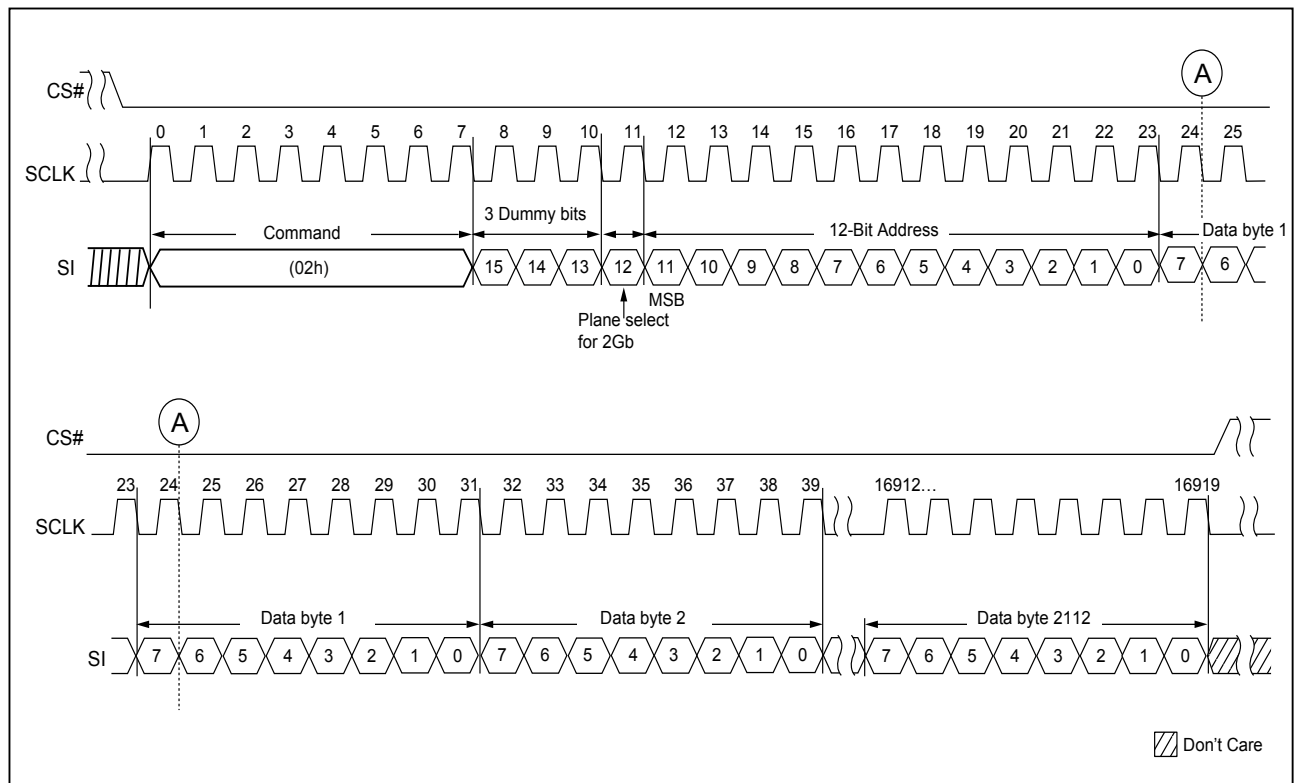 CS#
A
0 1 2 3 4 5 6 7 8 9 10 11 12 13 14 15 16 17 18 19 20 21 22 23 24 25
SCLK
Command 3 Dummy bits 12-Bit Address Data byte 1
SI (02h) 15 14 13 12 11 10 9 8 7 6 5 4 3 2 1 0 7 6
MSB
Plane select
for 2Gb
A
CS#
23 24 25 26 27 28 29 30 31 32 33 34 35 36 37 38 39 16912... 16919
SCLK
Data byte 1 Data byte 2 Data byte 2112
SI 7 6 5 4 3 2 1 0 7 6 5 4 3 2 1 0 7 6 5 4 3 2 1 0
Don't Care